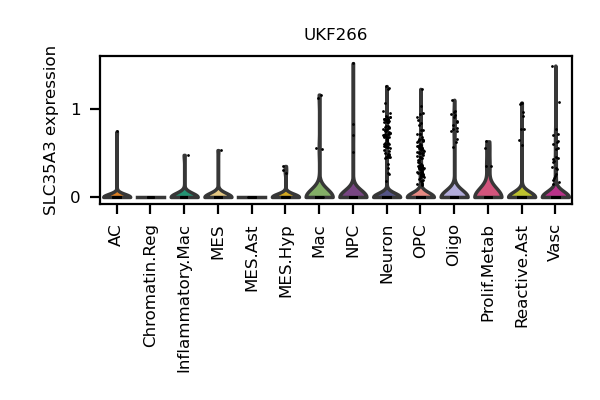 UKF266
SLC35A3 expression
1
0
AC
Chromatin.Reg
Inflammatory.Mac
MES
MES.Ast
MES.Hyp
Mac
NPC
Neuron
OPC
Oligo
Prolif.Metab
Reactive.Ast
Vasc